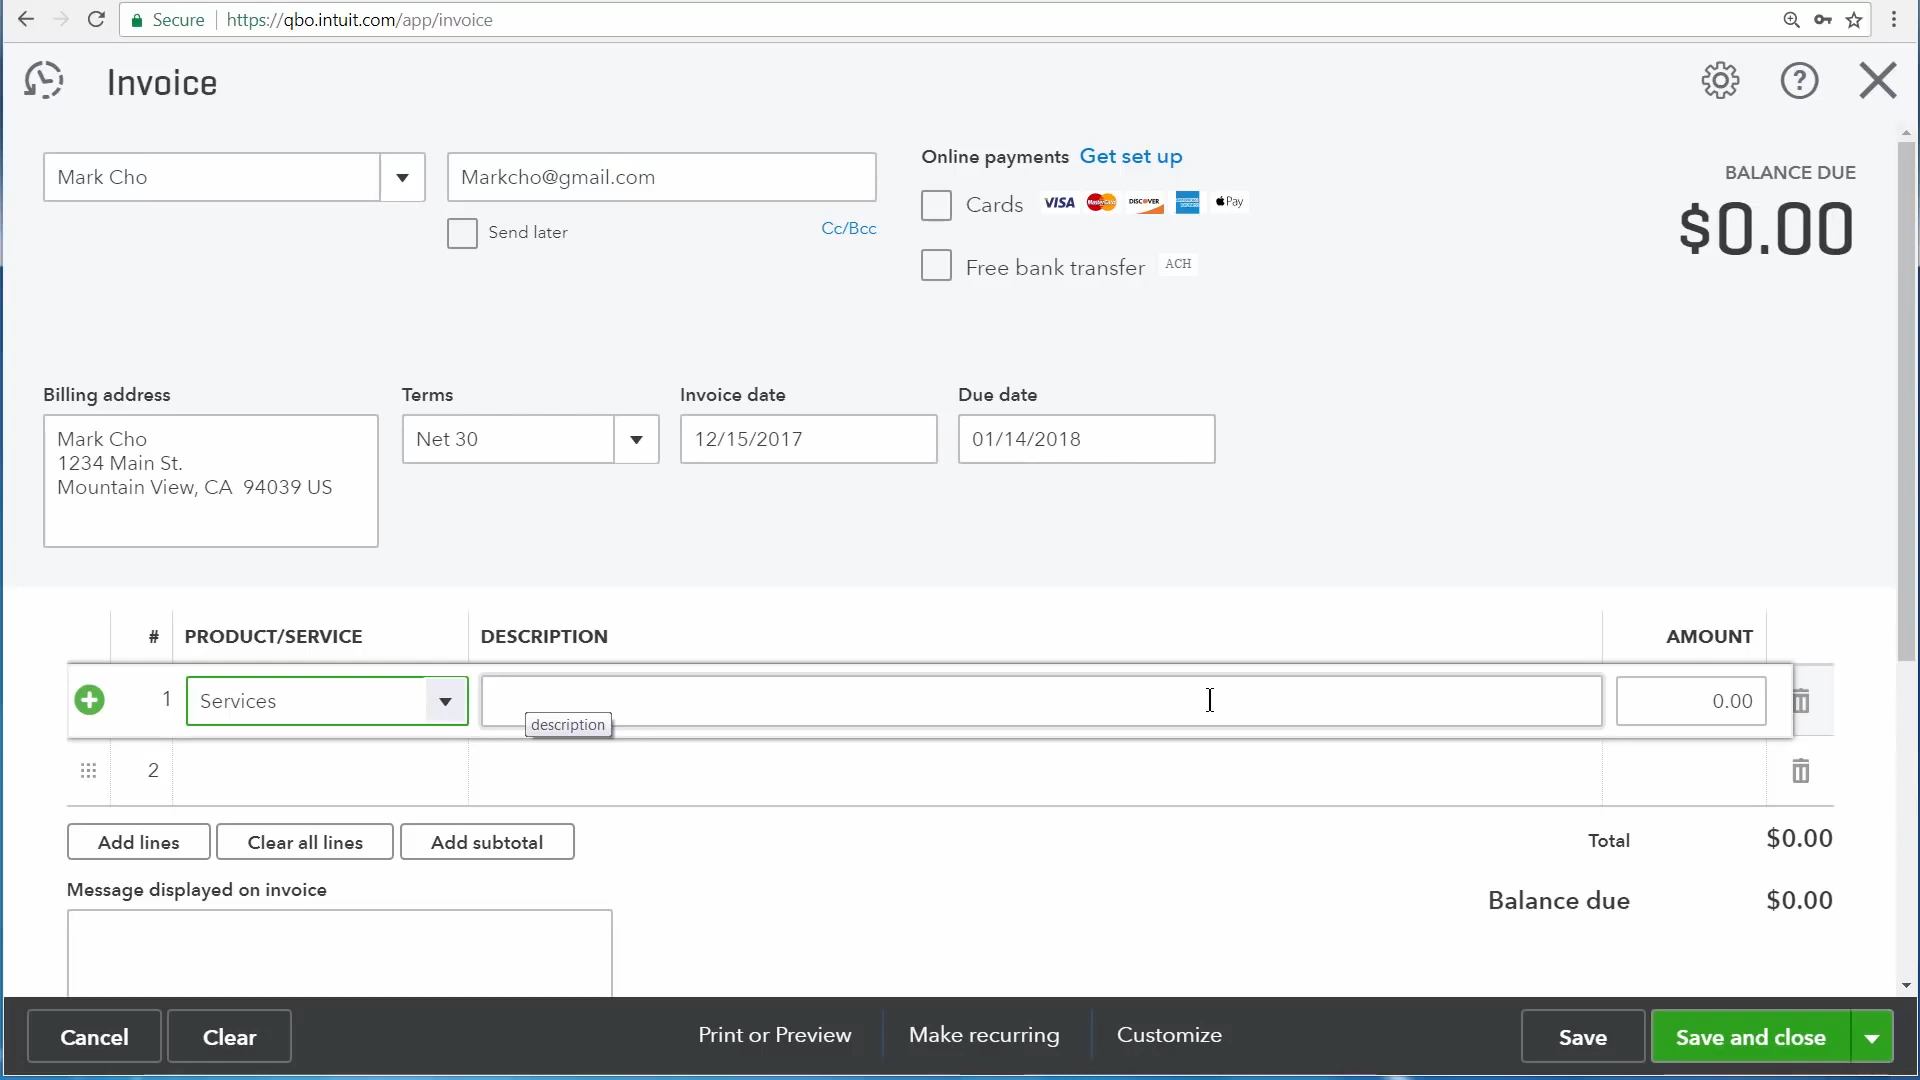 Secure https://qbo.intuit.com/app/invoice
Invoice
Mark Cho
Markcho@gmail.com
Send later
Cc/Bcc
Online payments Get set up
Cards VISA MasterCard DISCOVER Pay
Free bank transfer ACH
BALANCE DUE
$0.00
Billing address
Mark Cho
1234 Main St.
Mountain View, CA 94039 US
Terms
Net 30
Invoice date
12/15/2017
Due date
01/14/2018
# PRODUCT/SERVICE DESCRIPTION AMOUNT
1 Services 0.00
description
2
Add lines Clear all lines Add subtotal
Total $0.00
Message displayed on invoice
Balance due $0.00
Cancel Clear Print or Preview Make recurring Customize Save Save and close